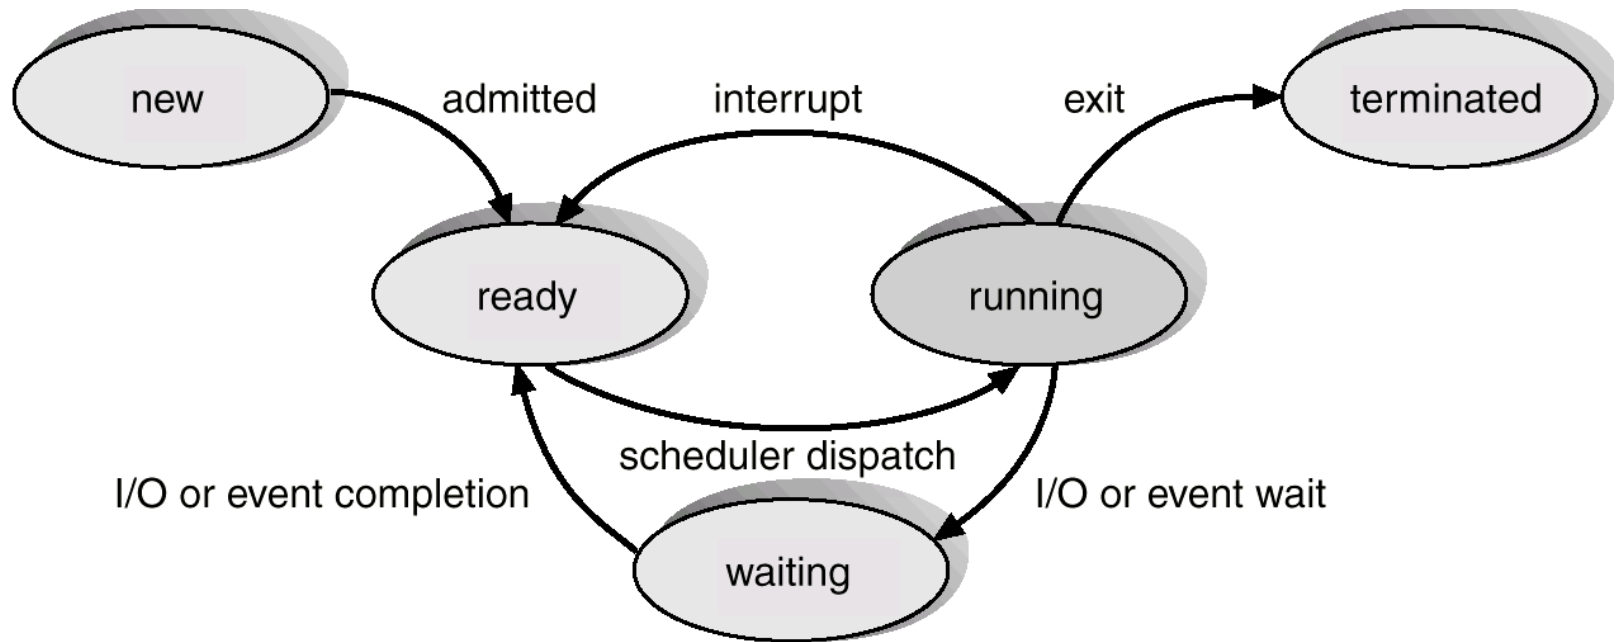 new
admitted
interrupt
exit
terminated
ready
running
scheduler dispatch
I/O or event completion
I/O or event wait
waiting